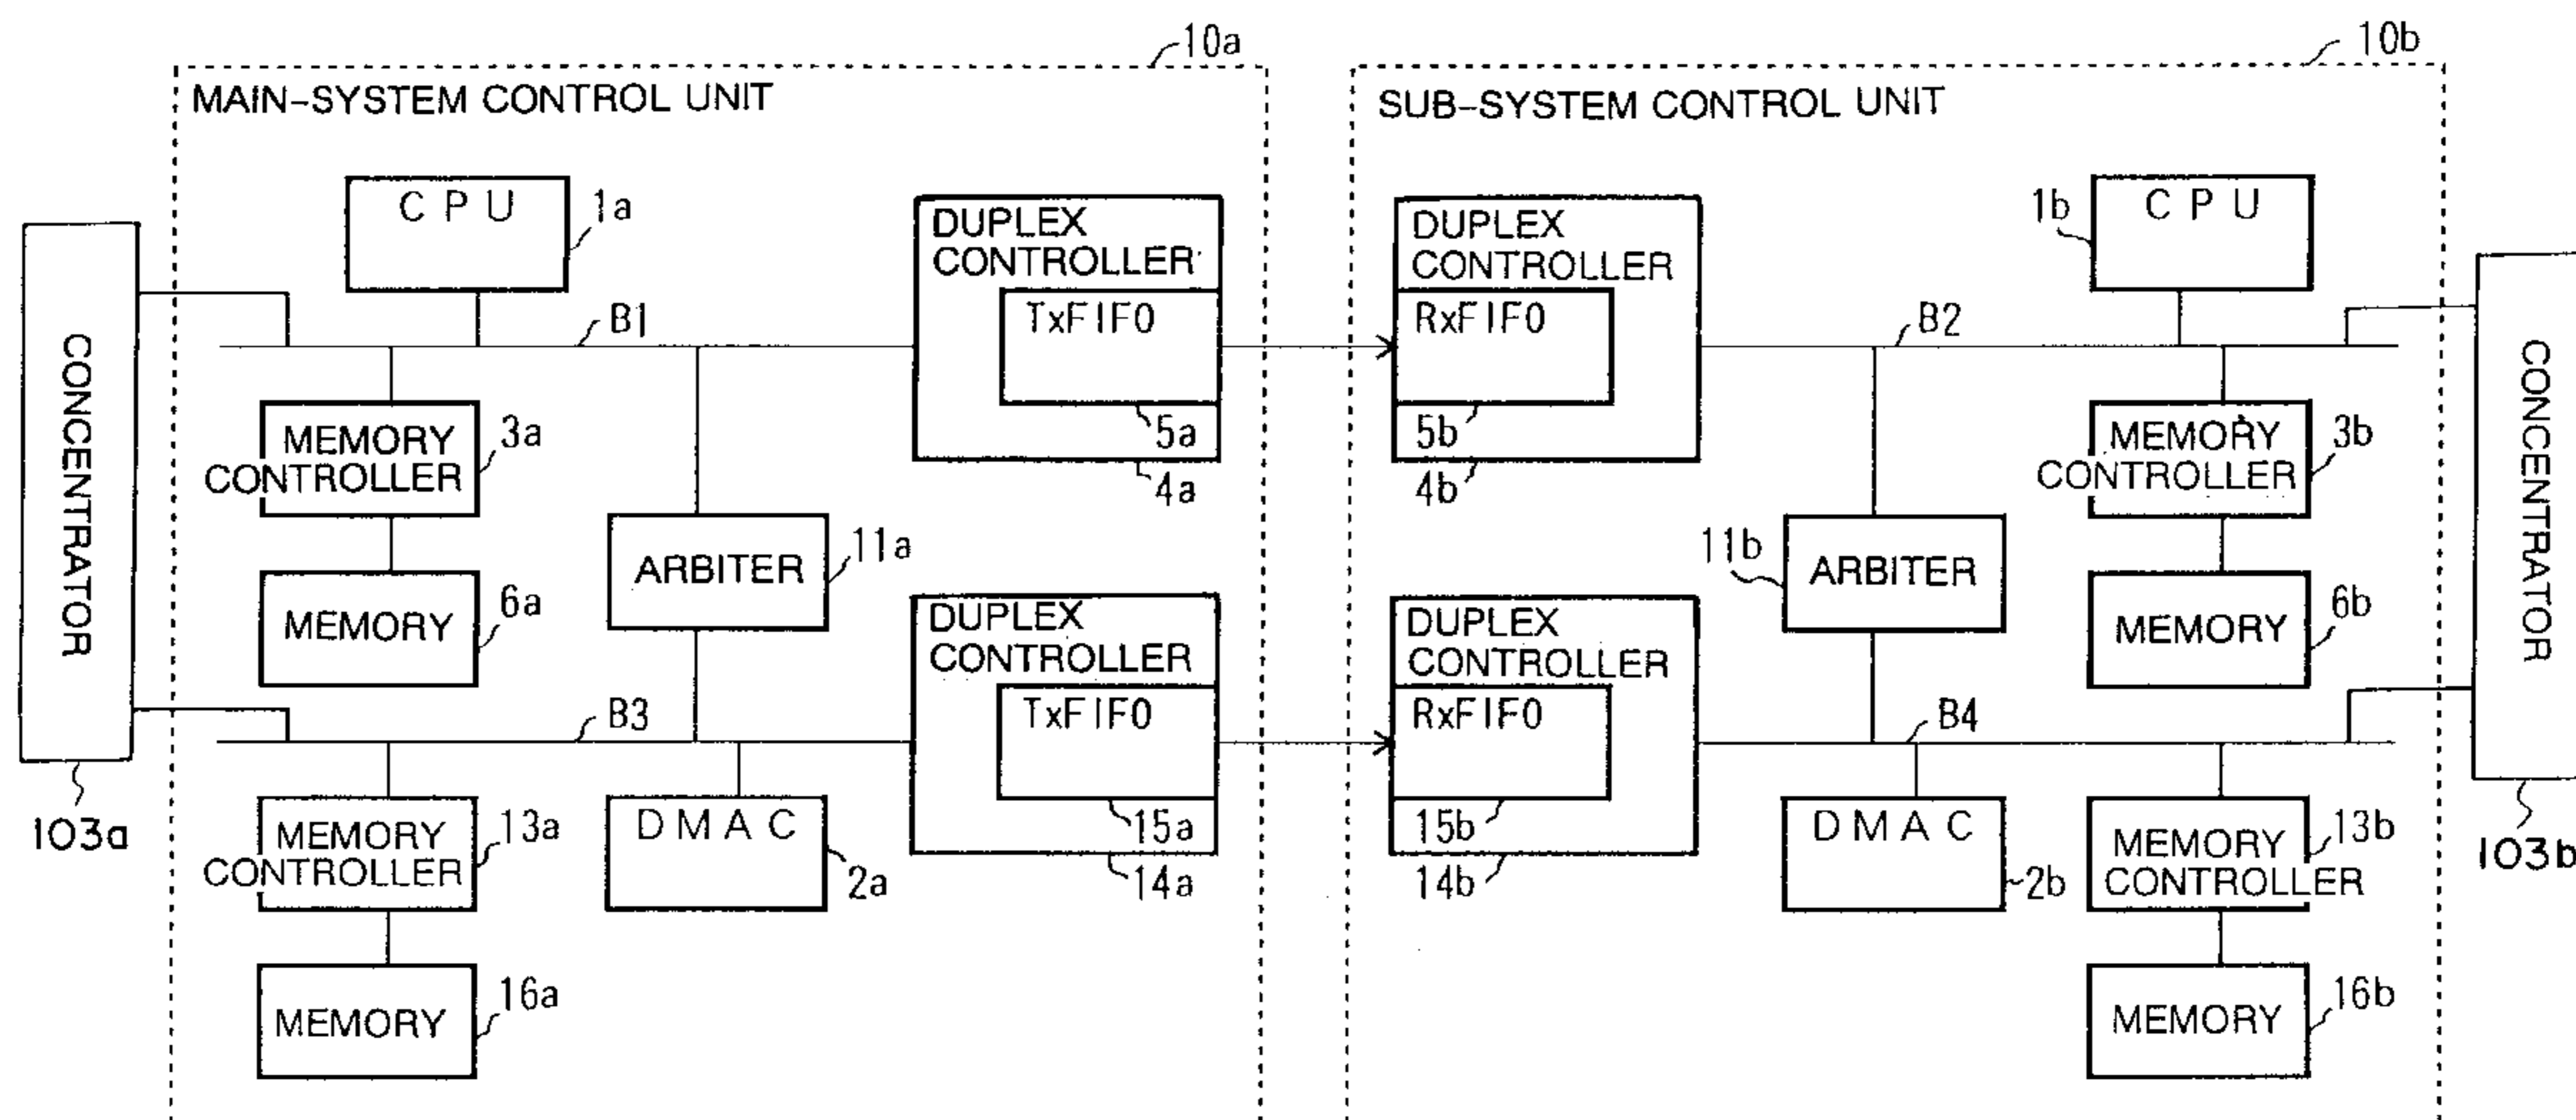 10a
10b
MAIN-SYSTEM CONTROL UNIT
SUB-SYSTEM CONTROL UNIT
CPU
1a
DUPLEX
CONTROLLER
TxFIFO
5a
4a
DUPLEX
CONTROLLER
RxFIFO
5b
4b
1b
CPU
B1
B2
CONCENTRATOR
103a
MEMORY
CONTROLLER
3a
MEMORY
6a
ARBITER
11a
11b
ARBITER
MEMORY
CONTROLLER
3b
MEMORY
6b
CONCENTRATOR
103b
DUPLEX
CONTROLLER
TxFIFO
15a
14a
DUPLEX
CONTROLLER
RxFIFO
15b
14b
B3
B4
MEMORY
CONTROLLER
13a
DMAC
2a
DMAC
2b
MEMORY
CONTROLLER
13b
MEMORY
16a
MEMORY
16b